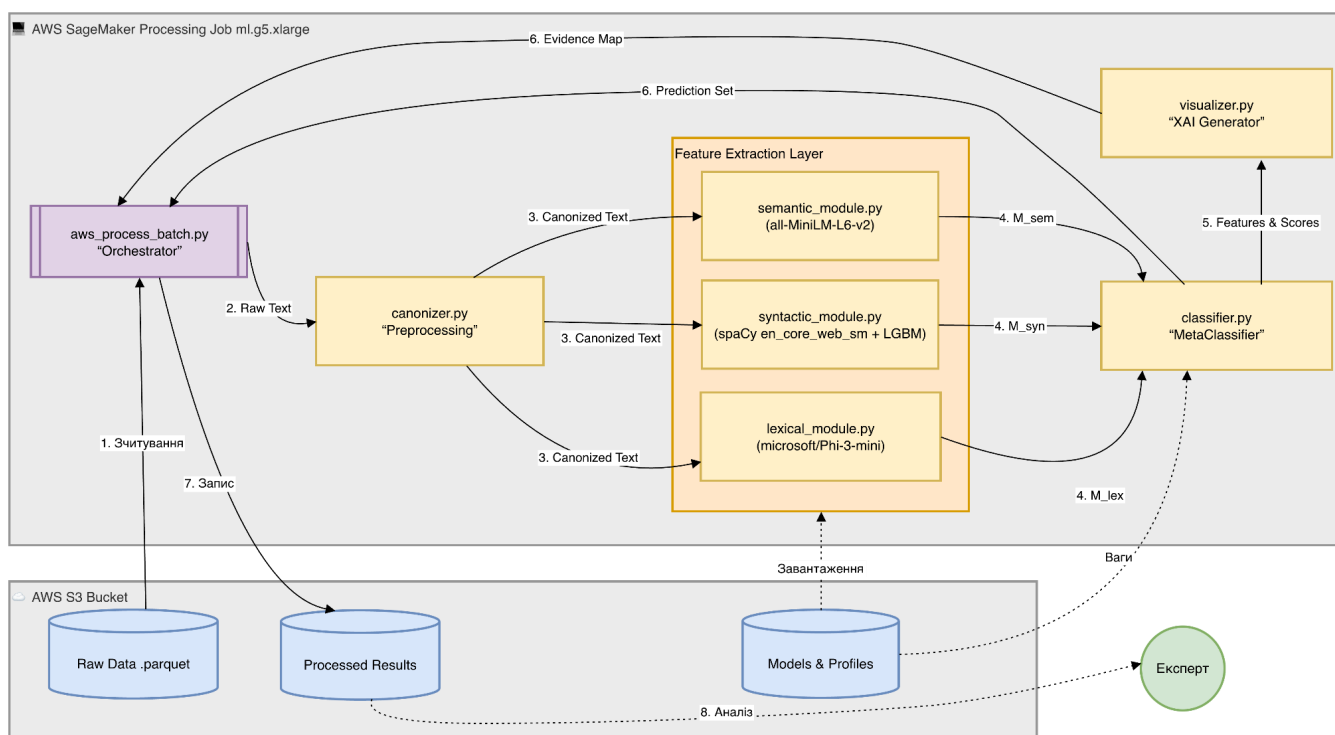 AWS SageMaker Processing Job ml.g5.xlarge
6. Evidence Map
6. Prediction Set
visualizer.py
“XAI Generator”
Feature Extraction Layer
aws_process_batch.py
“Orchestrator”
3. Canonized Text
semantic_module.py
(all-MiniLM-L6-v2)
4. M_sem
5. Features & Scores
2. Raw Text
canonizer.py
“Preprocessing”
3. Canonized Text
syntactic_module.py
(spaCy en_core_web_sm + LGBM)
4. M_syn
classifier.py
“MetaClassifier”
1. Зчитування
3. Canonized Text
lexical_module.py
(microsoft/Phi-3-mini)
7. Запис
4. M_lex
Завантаження
Ваги
AWS S3 Bucket
Raw Data .parquet
Processed Results
Models & Profiles
Експерт
8. Аналіз